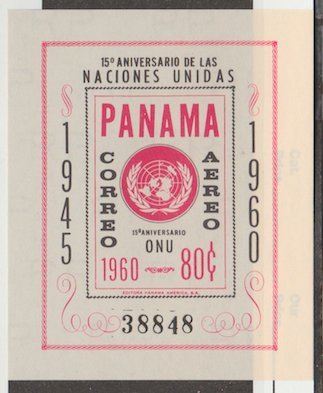 15º ANIVERSARIO DE LAS
NACIONES UNIDAS
1945
1960
PANAMA
CORREO
AEREO
15º ANIVERSARIO
ONU
1960 80¢
EDITORA PANAMA AMERICA, S.A.
38848